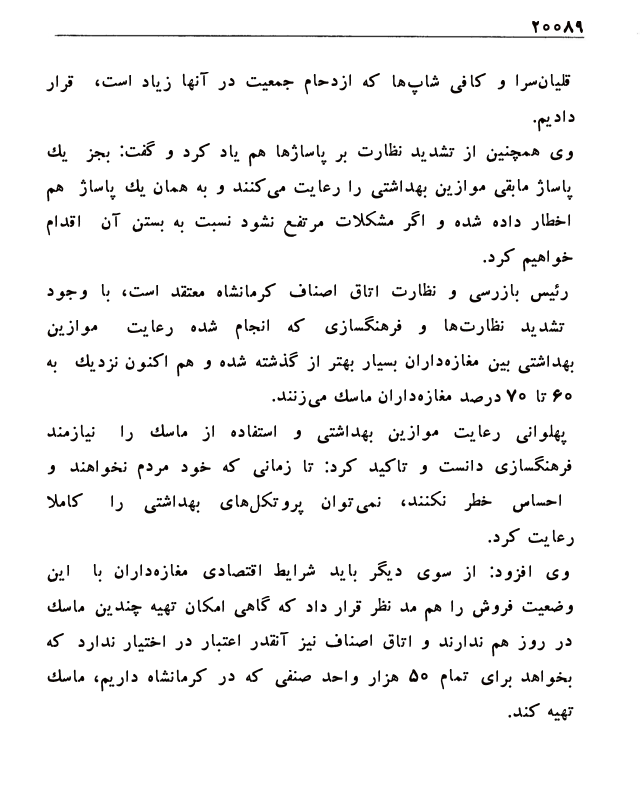 ۲۰۰۸۹
قلیان‌سرا و کافی شاپ‌ها که ازدحام جمعیت در آنها زیاد است، قرار
دادیم.
وی همچنین از تشدید نظارت بر پاساژها هم یاد کرد و گفت: بجز یك
پاساژ مابقی موازین بهداشتی را رعایت می‌کنند و به همان یك پاساژ هم
اخطار داده شده و اگر مشکلات مرتفع نشود نسبت به بستن آن اقدام
خواهیم کرد.
رئیس بازرسی و نظارت اتاق اصناف کرمانشاه معتقد است، با وجود
تشدید نظارت‌ها و فرهنگسازی که انجام شده رعایت موازین
بهداشتی بین مغازه‌داران بسیار بهتر از گذشته شده و هم اکنون نزدیك به
۶۰ تا ۷۰ درصد مغازه‌داران ماسك می‌زنند.
پهلوانی رعایت موازین بهداشتی و استفاده از ماسك را نیازمند
فرهنگسازی دانست و تاکید کرد: تا زمانی که خود مردم نخواهند و
احساس خطر نکنند، نمی‌توان پروتکل‌های بهداشتی را کاملا
رعایت کرد.
وی افزود: از سوی دیگر باید شرایط اقتصادی مغازه‌داران با این
وضعیت فروش را هم مد نظر قرار داد که گاهی امکان تهیه چندین ماسك
در روز هم ندارند و اتاق اصناف نیز آنقدر اعتبار در اختیار ندارد که
بخواهد برای تمام ۵۰ هزار واحد صنفی که در کرمانشاه داریم، ماسك
تهیه کند.